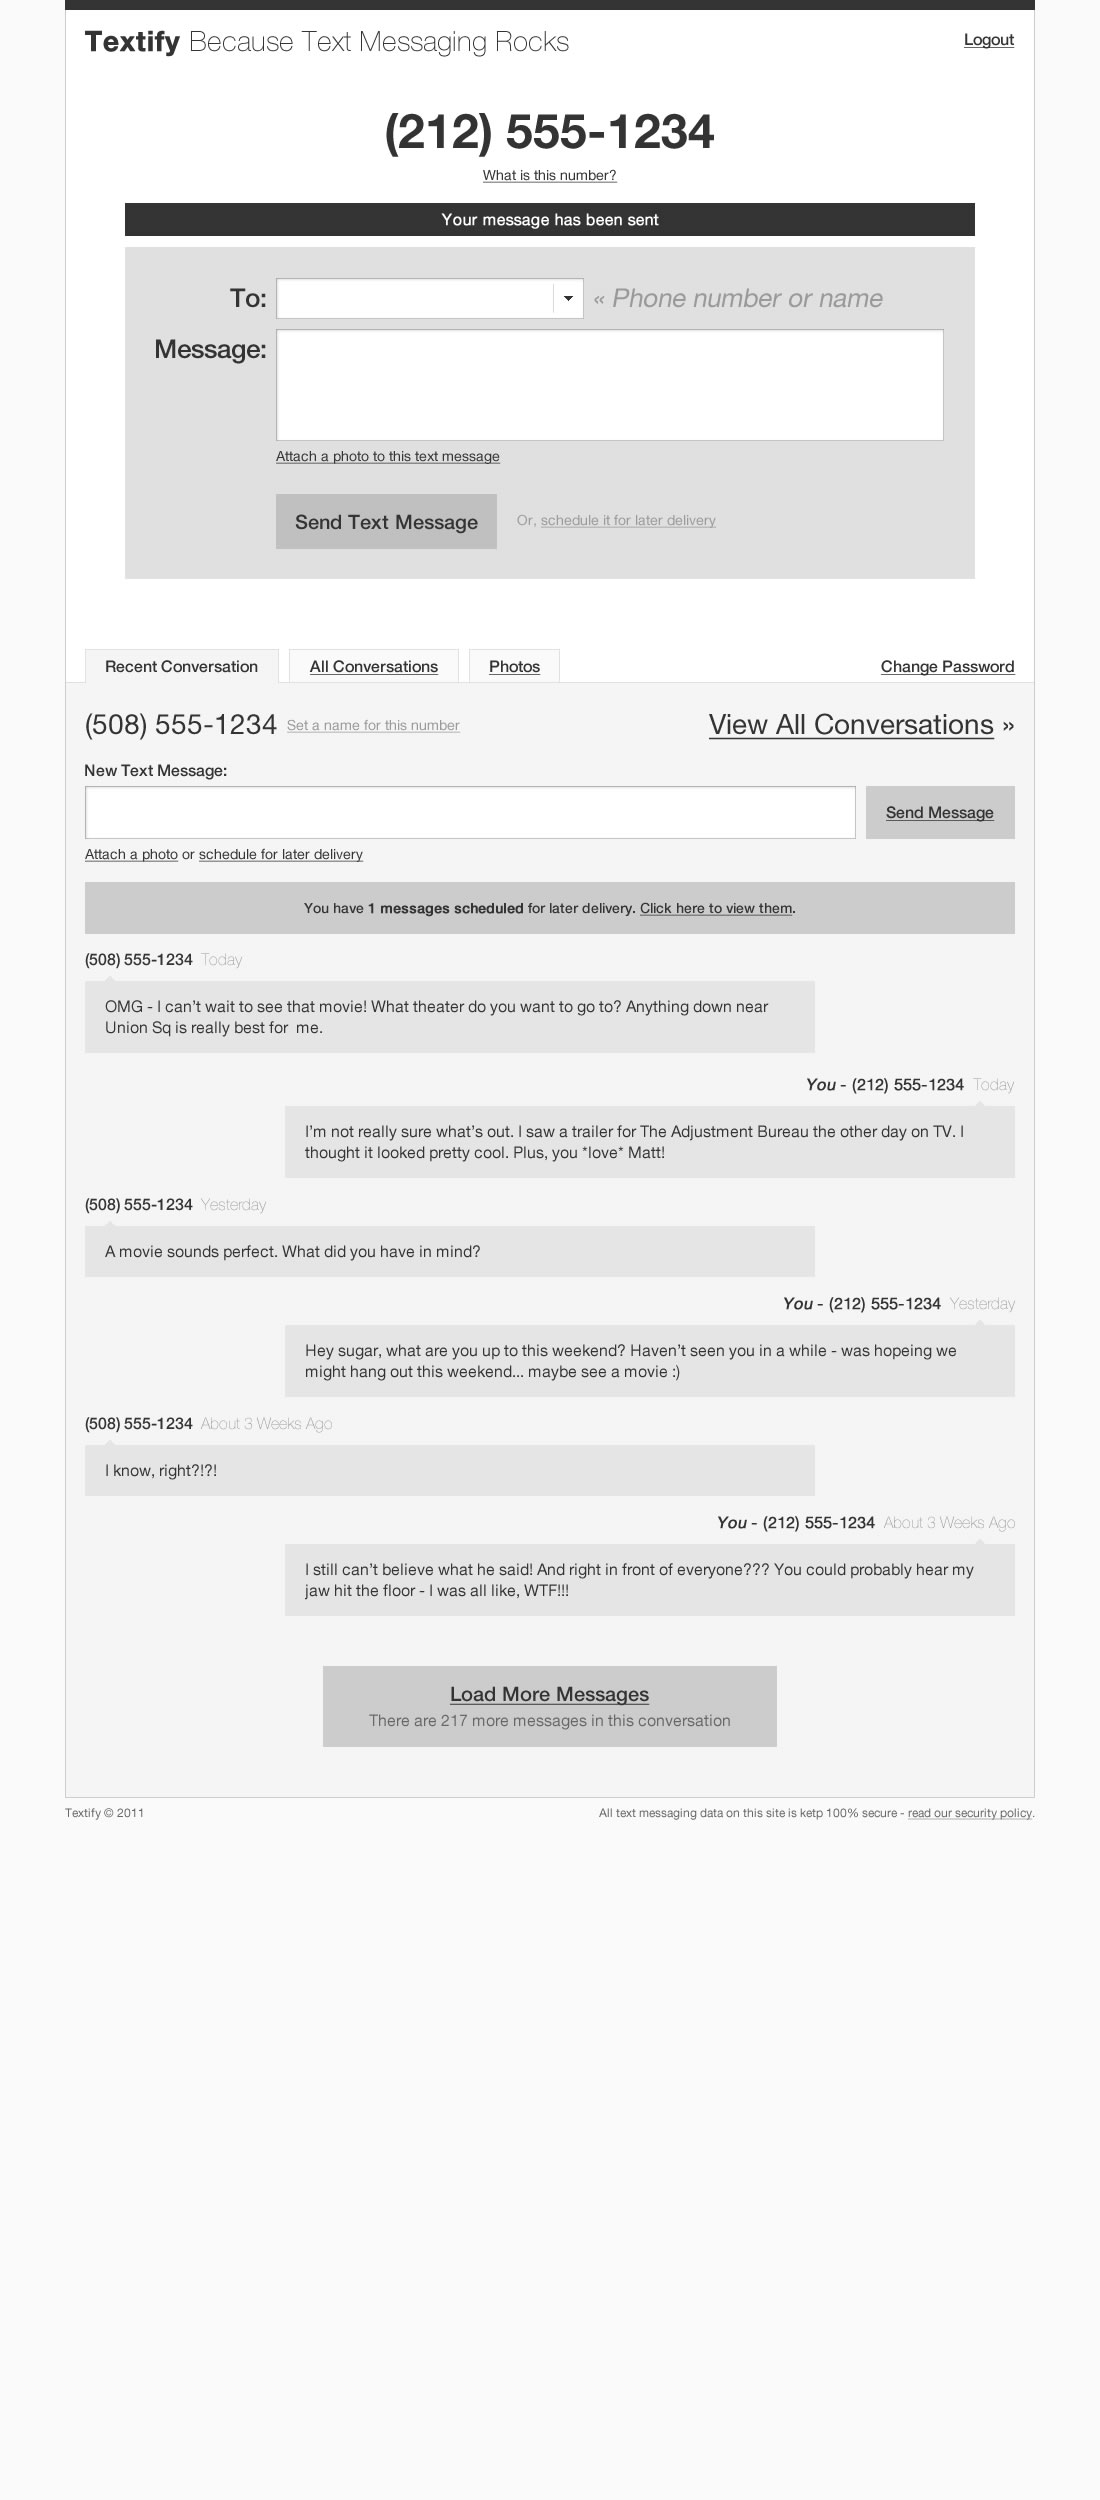 Textify Because Text Messaging Rocks
Logout
(212) 555-1234
What is this number?
Your message has been sent
To:
« Phone number or name
Message:
Attach a photo to this text message
Send Text Message
Or, schedule it for later delivery
Recent Conversation
All Conversations
Photos
Change Password
(508) 555-1234 Set a name for this number
View All Conversations »
New Text Message:
Send Message
Attach a photo or schedule for later delivery
You have 1 messages scheduled for later delivery. Click here to view them.
(508) 555-1234 Today
OMG - I can’t wait to see that movie! What theater do you want to go to? Anything down near
Union Sq is really best for  me.
You - (212) 555-1234 Today
I’m not really sure what’s out. I saw a trailer for The Adjustment Bureau the other day on TV. I
thought it looked pretty cool. Plus, you *love* Matt!
(508) 555-1234 Yesterday
A movie sounds perfect. What did you have in mind?
You - (212) 555-1234 Yesterday
Hey sugar, what are you up to this weekend? Haven’t seen you in a while - was hopeing we
might hang out this weekend... maybe see a movie :)
(508) 555-1234 About 3 Weeks Ago
I know, right?!?!
You - (212) 555-1234 About 3 Weeks Ago
I still can’t believe what he said! And right in front of everyone??? You could probably hear my
jaw hit the floor - I was all like, WTF!!!
Load More Messages
There are 217 more messages in this conversation
Textify © 2011
All text messaging data on this site is ketp 100% secure - read our security policy.